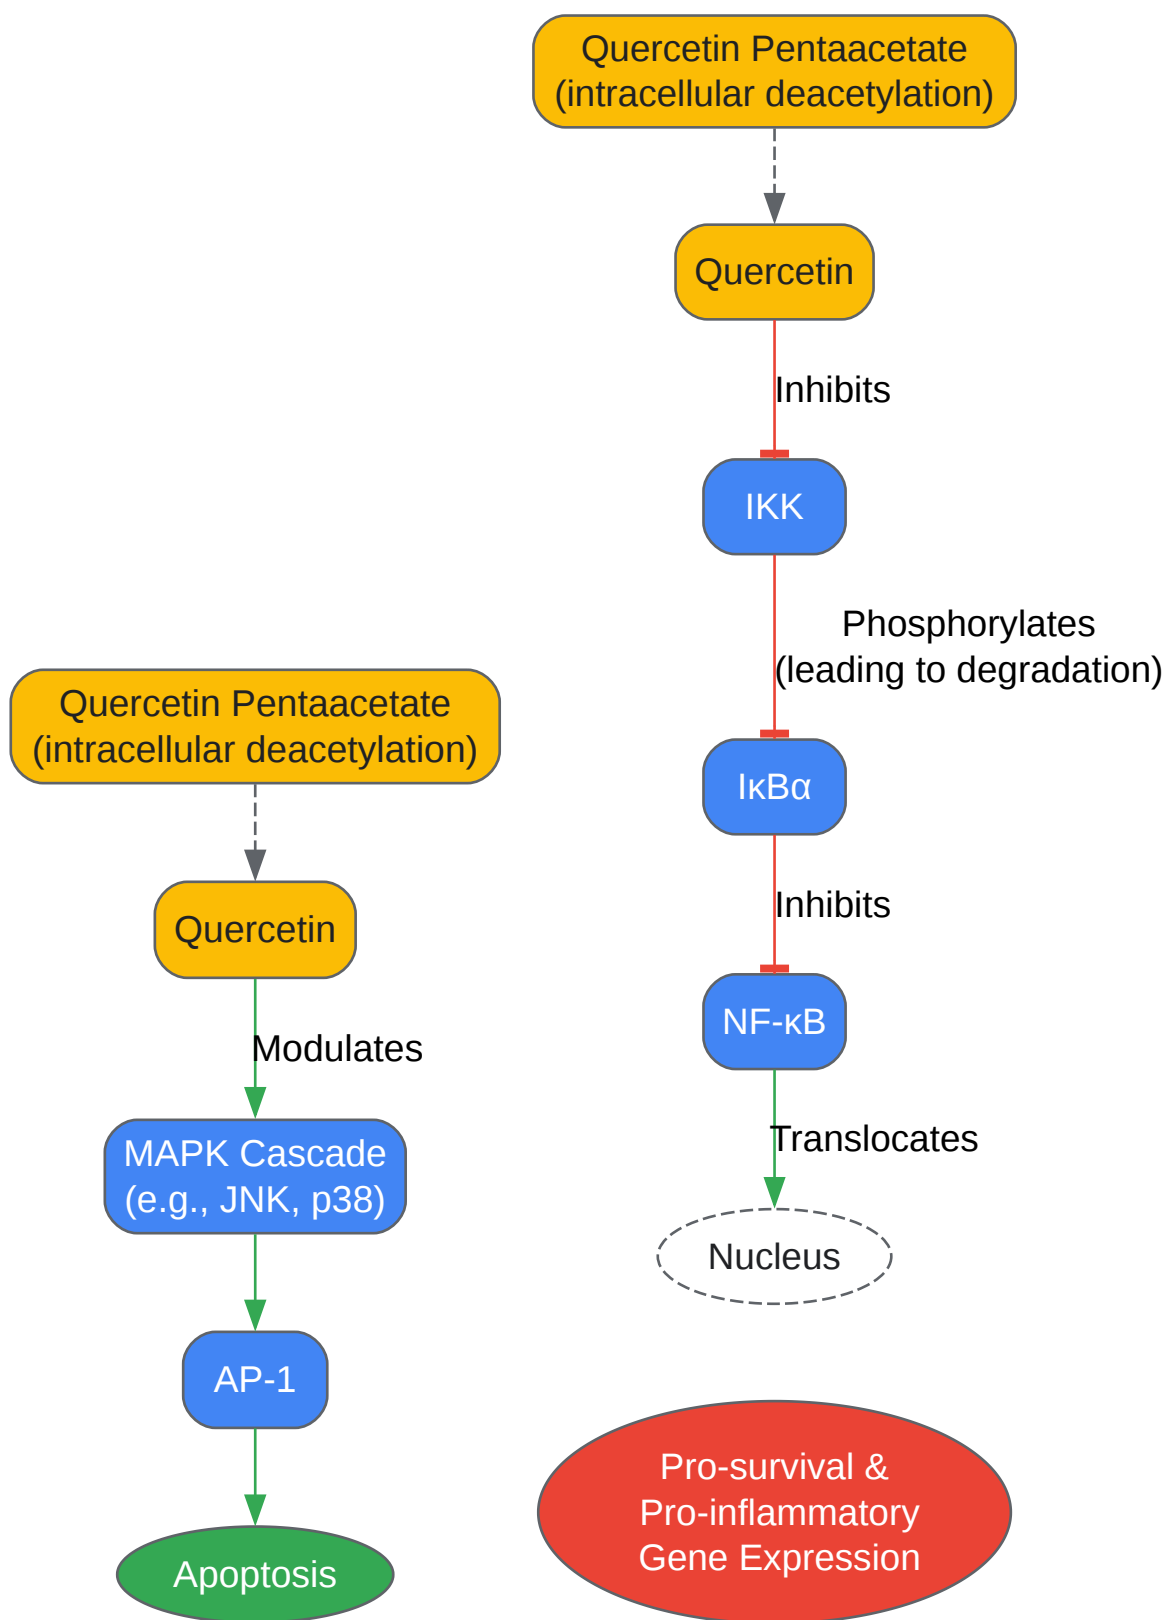 Quercetin Pentaacetate
(intracellular deacetylation)
Quercetin
Inhibits
IKK
Phosphorylates
(leading to degradation)
IκBα
Inhibits
NF-κB
Translocates
Nucleus
Pro-survival &
Pro-inflammatory
Gene Expression
Quercetin Pentaacetate
(intracellular deacetylation)
Quercetin
Modulates
MAPK Cascade
(e.g., JNK, p38)
AP-1
Apoptosis